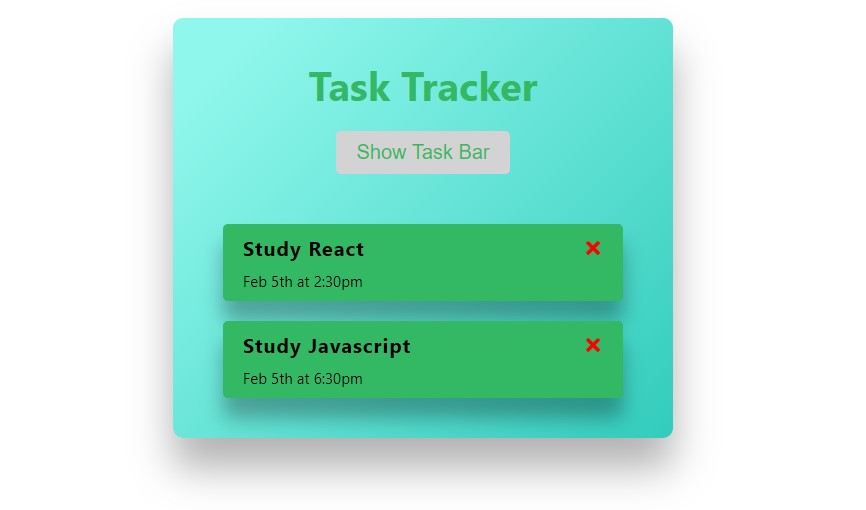 Task Tracker
Show Task Bar
Study React
Feb 5th at 2:30pm
Study Javascript
Feb 5th at 6:30pm